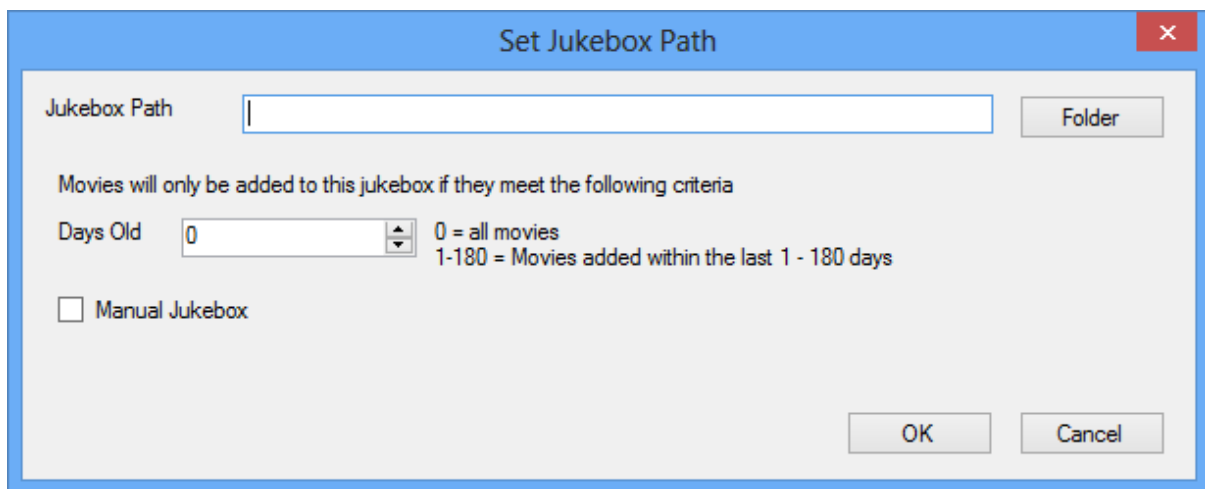 Set Jukebox Path
Jukebox Path
Folder
Movies will only be added to this jukebox if they meet the following criteria
Days Old 0 0 = all movies
1-180 = Movies added within the last 1 - 180 days
Manual Jukebox
OK Cancel